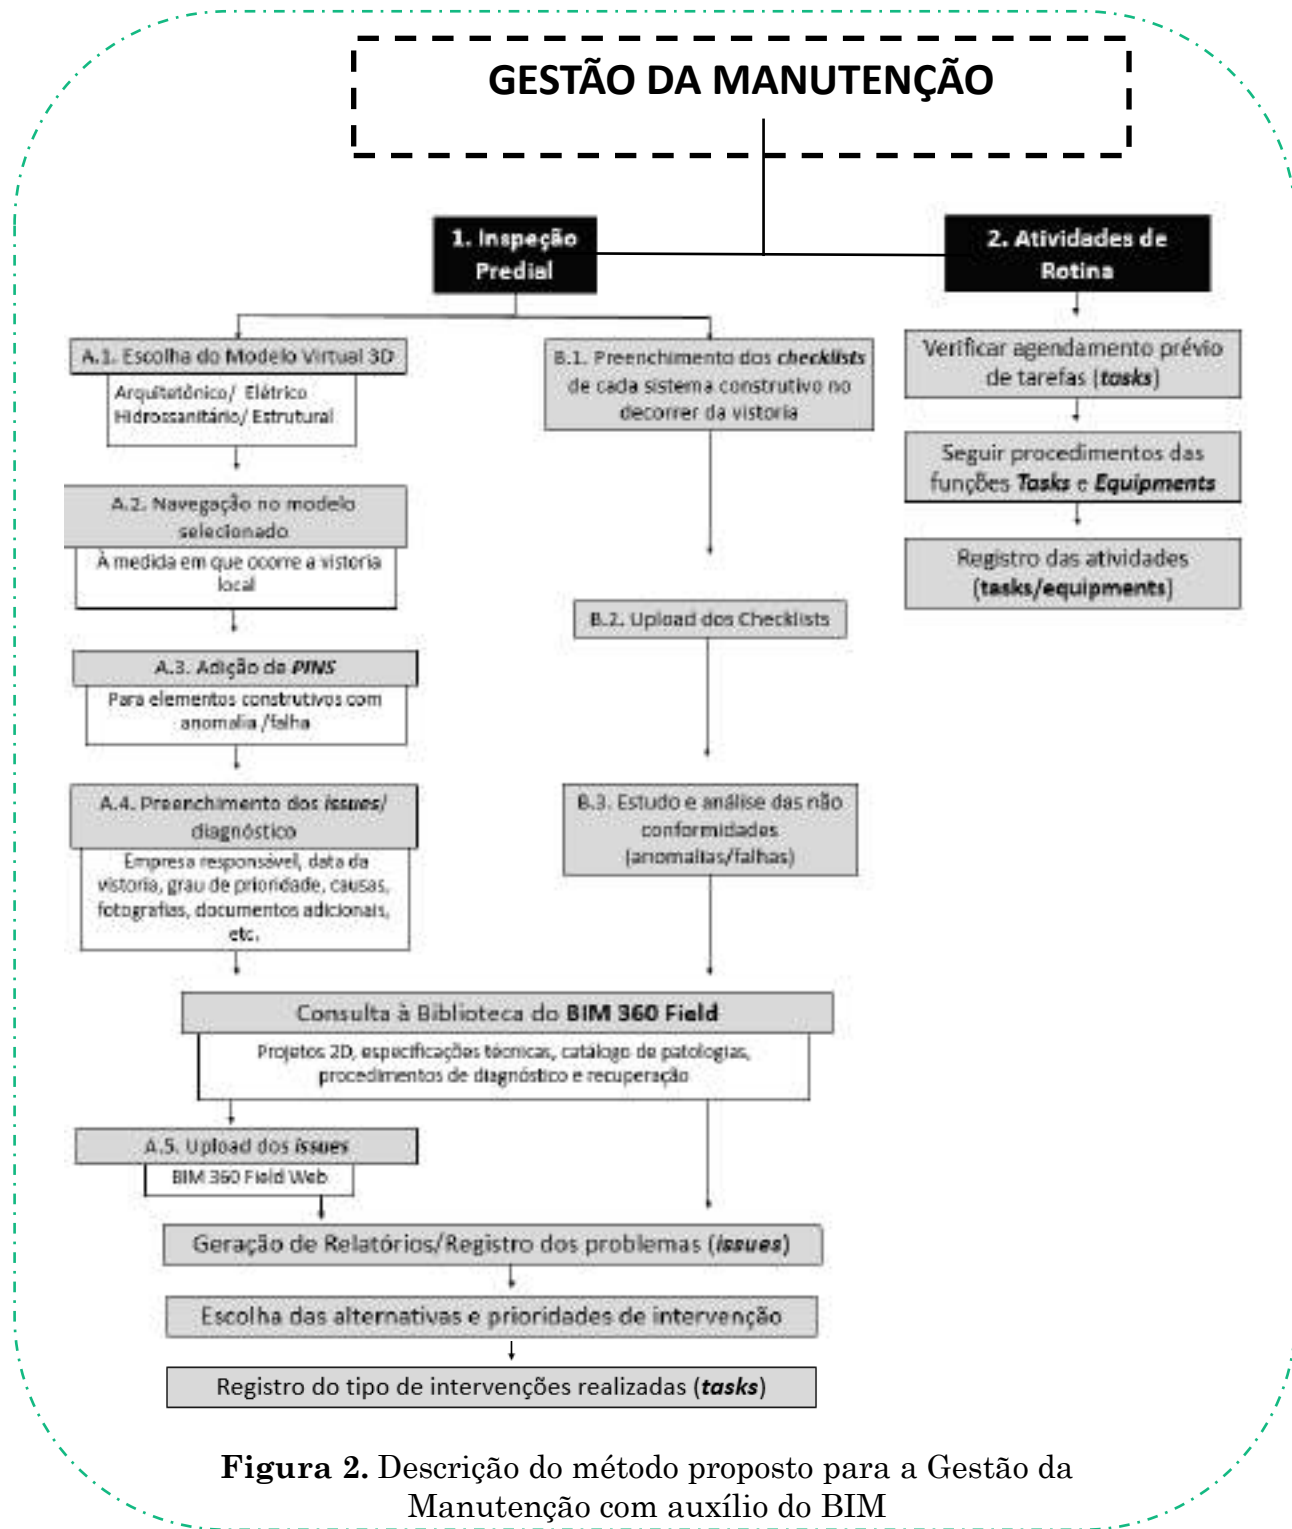 GESTÃO DA MANUTENÇÃO
1. Inspeção
Predial
2. Atividades de
Rotina
A.1. Escolha do Modelo Virtual 3D
Arquitetônico/ Elétrico
Hidrossanitário/ Estrutural
A.2. Navegação no modelo
selecionado
À medida em que ocorre a vistoria
local
A.3. Adição de PINS
Para elementos construtivos com
anomalia /falha
A.4. Preenchimento dos issues/
diagnóstico
Empresa responsável, data da
vistoria, grau de prioridade, causas,
fotografias, documentos adicionais,
etc.
B.1. Preenchimento dos checklists
de cada sistema construtivo no
decorrer da vistoria
B.2. Upload dos Checklists
B.3. Estudo e análise das não
conformidades
(anomalias/falhas)
Verificar agendamento prévio
de tarefas (tasks)
Seguir procedimentos das
funções Tasks e Equipments
Registro das atividades
(tasks/equipments)
Consulta à Biblioteca do BIM 360 Field
Projetos 2D, especificações técnicas, catálogo de patologias,
procedimentos de diagnóstico e recuperação
A.5. Upload dos issues
BIM 360 Field Web
Geração de Relatórios/Registro dos problemas (issues)
Escolha das alternativas e prioridades de intervenção
Registro do tipo de intervenções realizadas (tasks)
Figura 2. Descrição do método proposto para a Gestão da
Manutenção com auxílio do BIM